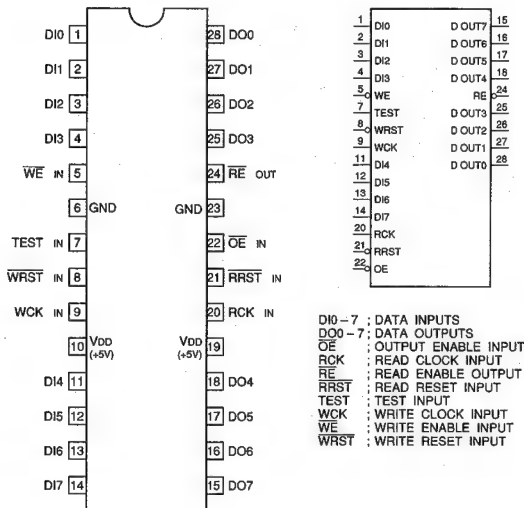 DI0 1 28 DO0
DI1 2 27 DO1
DI2 3 26 DO2
DI3 4 25 DO3
WE IN 5 24 RE OUT
6 GND GND 23
TEST IN 7 22 OE IN
WRST IN 8 21 RRST IN
WCK IN 9 20 RCK IN
10 VDD (+5V) VDD (+5V) 19
DI4 11 18 DO4
DI5 12 17 DO5
DI6 13 16 DO6
DI7 14 15 DO7
1 DI0 D OUT7 15
2 DI1 D OUT6 16
3 DI2 D OUT5 17
4 DI3 D OUT4 18
5 WE RE 24
7 TEST D OUT3 25
8 WRST D OUT2 26
9 WCK D OUT1 27
11 DI4 D OUT0 28
12 DI5
13 DI6
14 DI7
20 RCK
21 RRST
22 OE
DI0-7 ; DATA INPUTS
DO0-7 ; DATA OUTPUTS
OE ; OUTPUT ENABLE INPUT
RCK ; READ CLOCK INPUT
RE ; READ ENABLE OUTPUT
RRST ; READ RESET INPUT
TEST ; TEST INPUT
WCK ; WRITE CLOCK INPUT
WE ; WRITE ENABLE INPUT
WRST ; WRITE RESET INPUT